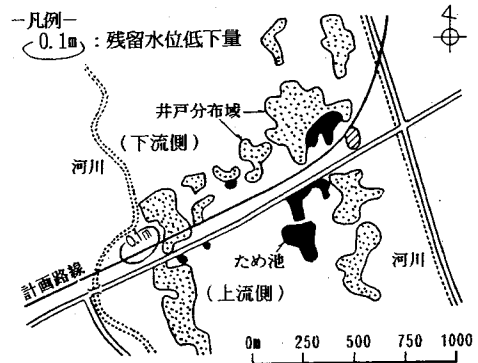 －凡例－
0.1m：残留水位低下量
4
井戸分布域
(下流側)
河川
0.1m
計画路線
ため池
河川
(上流側)
0m 250 500 750 1000